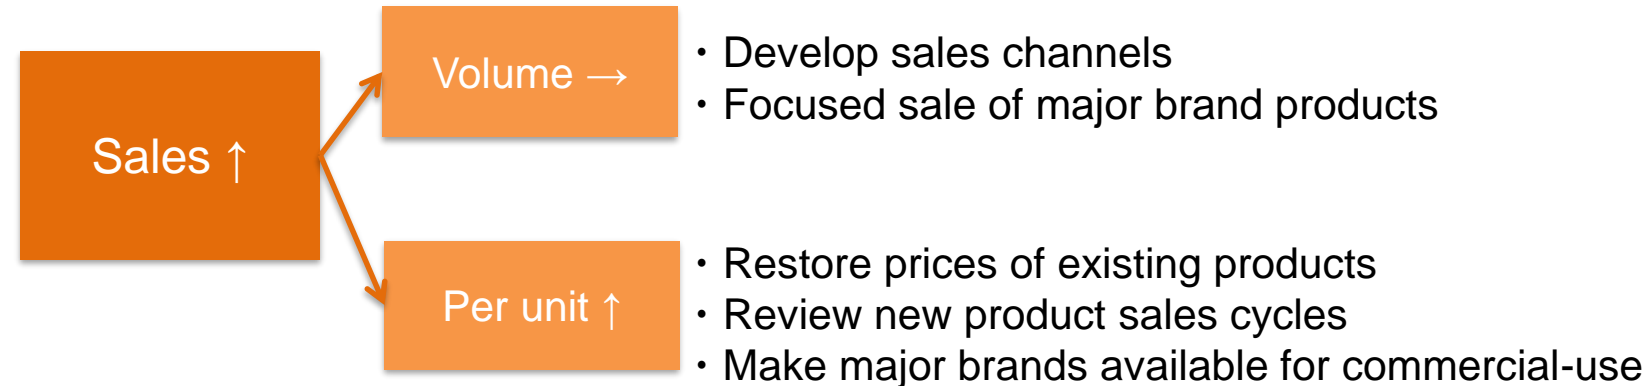 Sales ↑
Volume →
・Develop sales channels
・Focused sale of major brand products
Per unit ↑
・Restore prices of existing products
・Review new product sales cycles
・Make major brands available for commercial-use